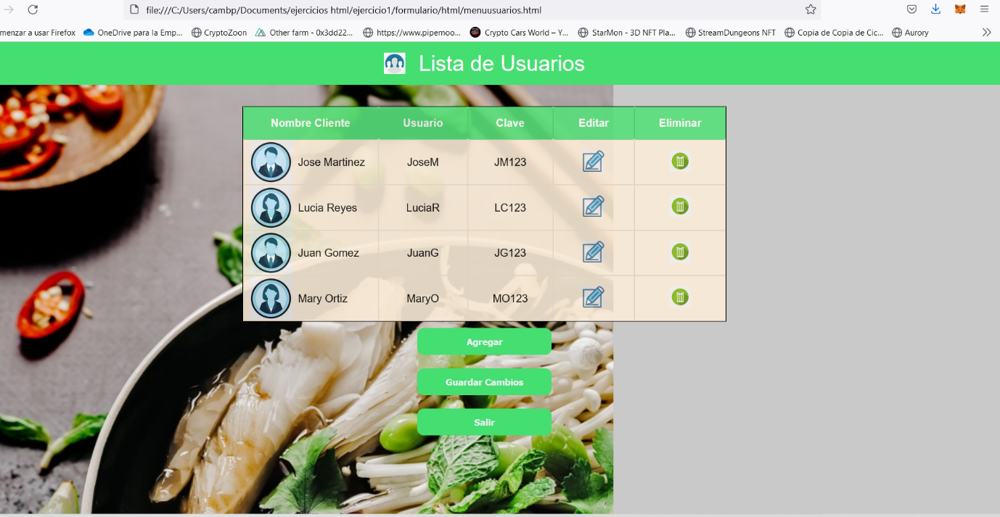 file:///C:/Users/cambp/Documents/ejercicios html/ejercicio1/formulario/html/menuusuarios.html
menzar a usar Firefox OneDrive para la Emp... CryptoZoon Other farm - 0x3dd22... https://www.pipemoo... Crypto Cars World – Y... StarMon - 3D NFT Pla... StreamDungeons NFT Copia de Copia de Cic... Aurory
Lista de Usuarios
Nombre Cliente Usuario Clave Editar Eliminar
Jose Martinez JoseM JM123
Lucia Reyes LuciaR LC123
Juan Gomez JuanG JG123
Mary Ortiz MaryO MO123
Agregar
Guardar Cambios
Salir